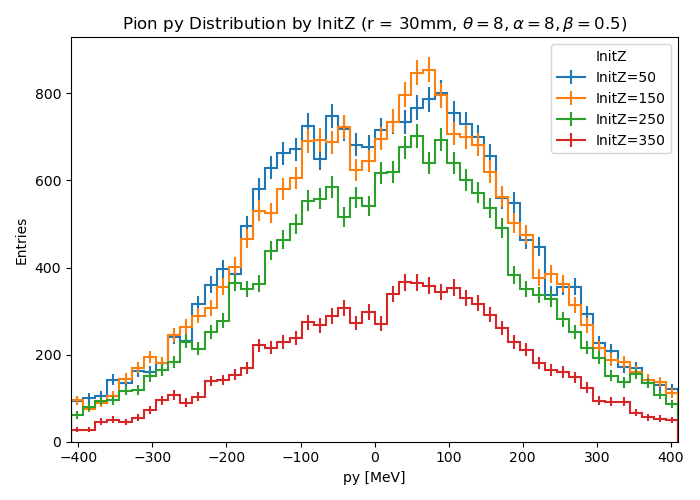 Pion py Distribution by InitZ (r = 30mm, θ = 8, α = 8, β = 0.5)
InitZ
InitZ=50
InitZ=150
InitZ=250
InitZ=350
Entries
800
600
400
200
0
−400 −300 −200 −100 0 100 200 300 400
py [MeV]